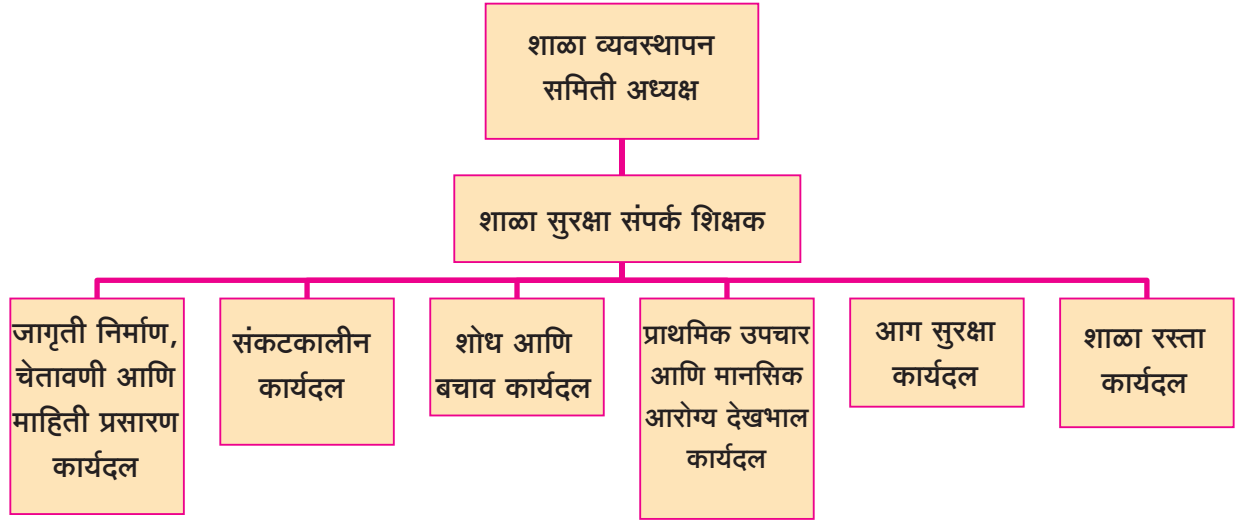 शाळा व्यवस्थापन
समिती अध्यक्ष
शाळा सुरक्षा संपर्क शिक्षक
जागृती निर्माण,
चेतावणी आणि
माहिती प्रसारण
कार्यदल
संकटकालीन
कार्यदल
शोध आणि
बचाव कार्यदल
प्राथमिक उपचार
आणि मानसिक
आरोग्य देखभाल
कार्यदल
आग सुरक्षा
कार्यदल
शाळा रस्ता
कार्यदल